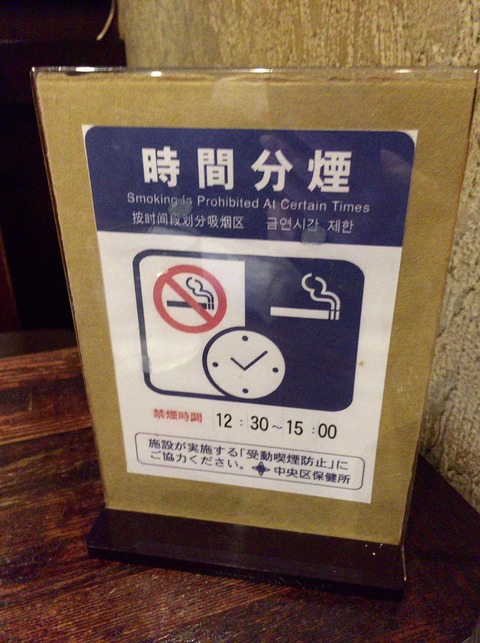 時間分煙
Smoking Is Prohibited At Certain Times
按时间段划分吸烟区 금연시간 제한
禁煙時間 12:30~15:00
施設が実施する「受動喫煙防止」に
ご協力ください。 中央区保健所